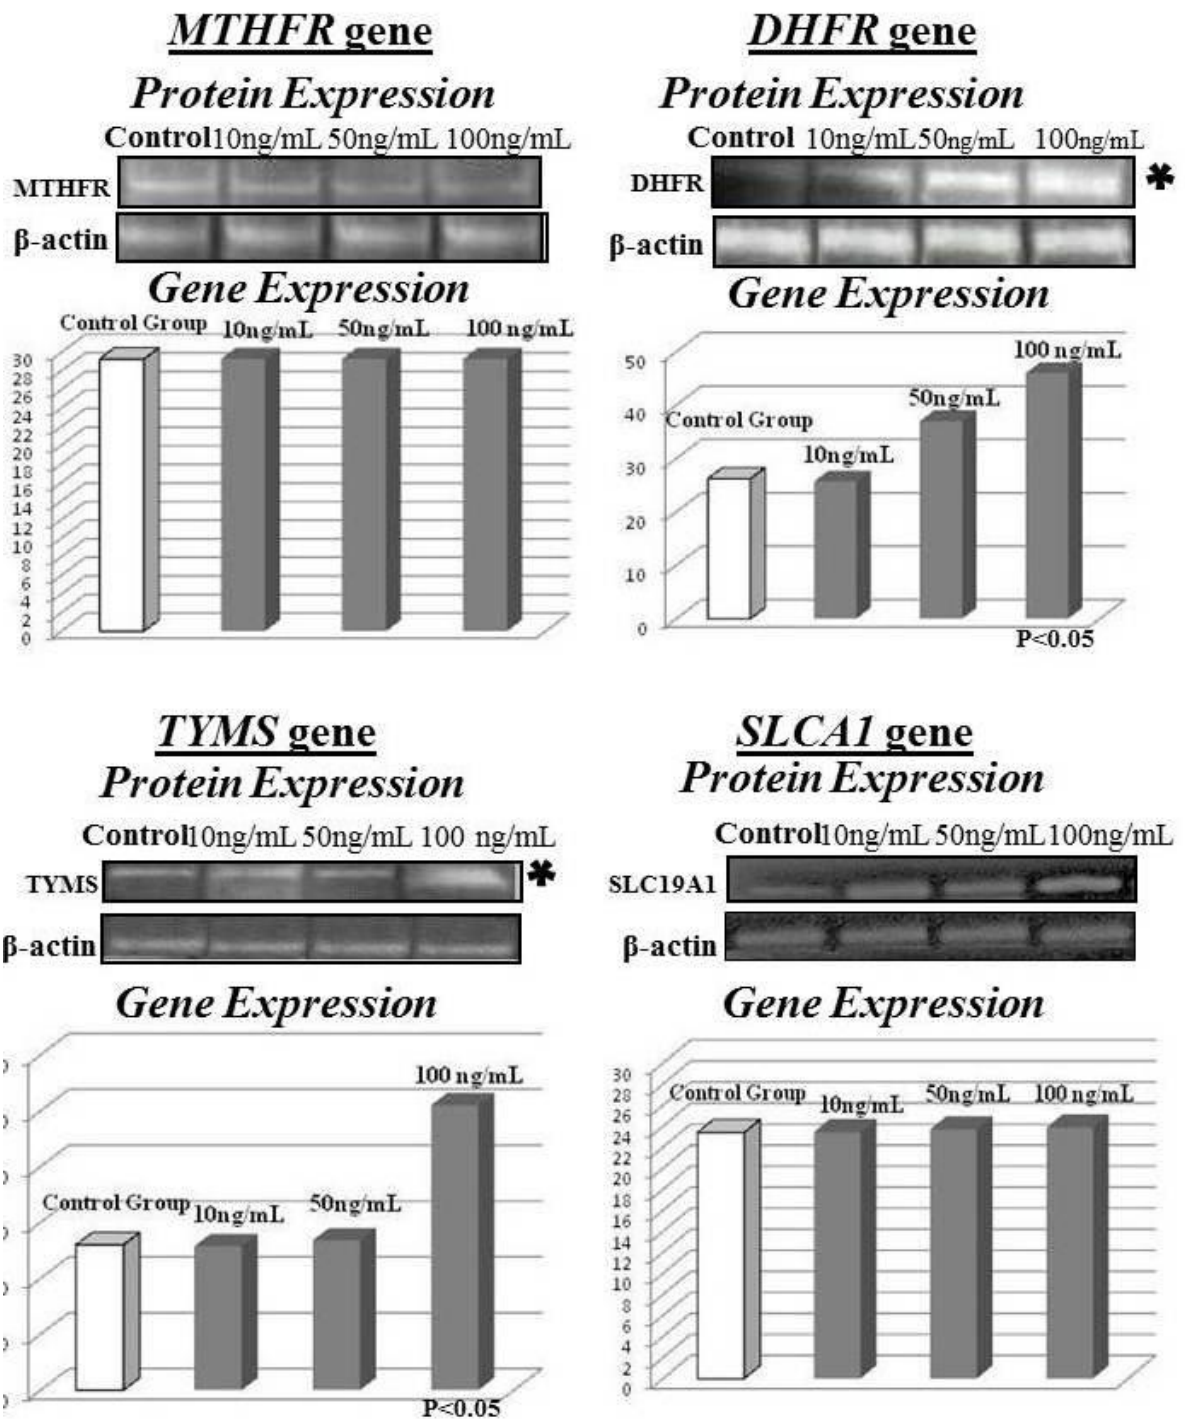 MTHFR gene
Protein Expression
Control 10ng/mL 50ng/mL 100ng/mL
MTHFR
β-actin
Gene Expression
Control Group 10ng/mL 50ng/mL 100 ng/mL
30
28
26
24
22
20
18
16
14
12
10
8
6
4
2
0
DHFR gene
Protein Expression
Control 10ng/mL 50ng/mL 100ng/mL
DHFR *
β-actin
Gene Expression
100 ng/mL
50ng/mL
Control Group
10ng/mL
50
40
30
20
10
0
P<0.05
TYMS gene
Protein Expression
Control 10ng/mL 50ng/mL 100 ng/mL
TYMS *
β-actin
Gene Expression
100 ng/mL
Control Group 10ng/mL 50ng/mL
P<0.05
SLCA1 gene
Protein Expression
Control 10ng/mL 50ng/mL 100ng/mL
SLC19A1
β-actin
Gene Expression
Control Group 10ng/mL 50ng/mL 100 ng/mL
30
28
26
24
22
20
18
16
14
12
10
8
6
4
2
0